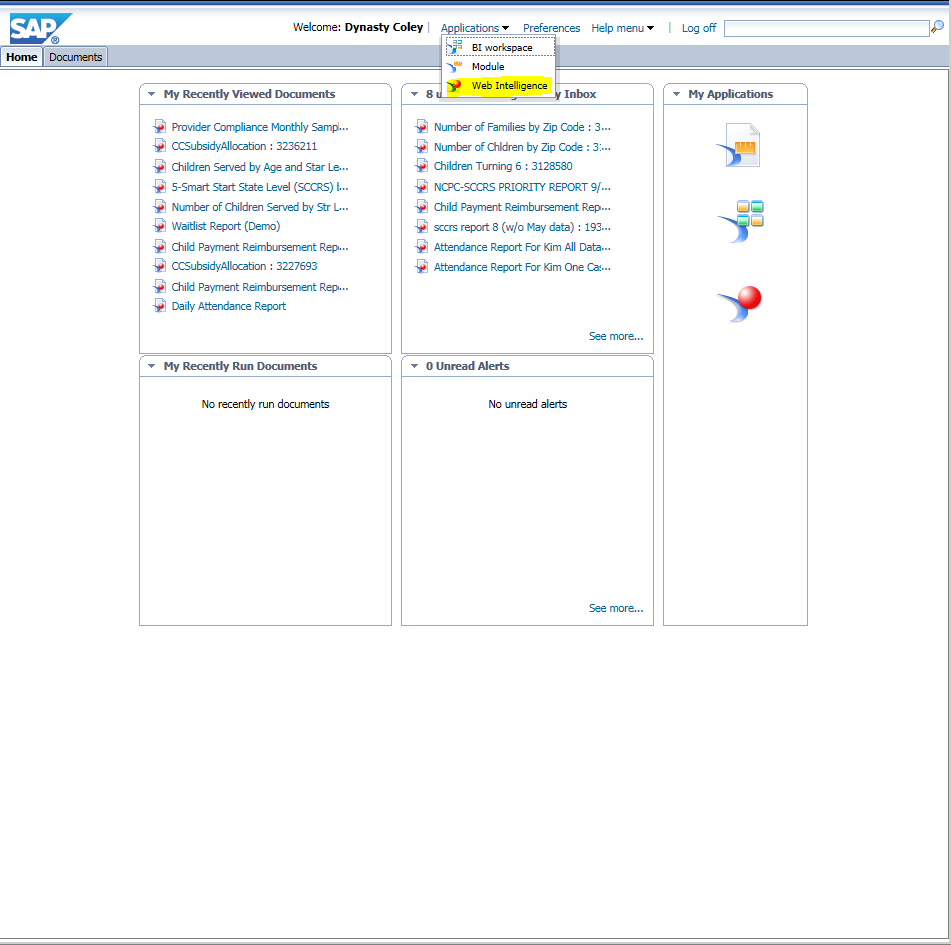 SAP ®
Welcome: Dynasty Coley | Applications Preferences Help menu | Log off
Home Documents
BI workspace
Module
Web Intelligence
My Recently Viewed Documents
Provider Compliance Monthly Sampl...
CCSubsidyAllocation : 3236211
Children Served by Age and Star Le...
5-Smart Start State Level (SCCRS) l...
Number of Children Served by Str L...
Waitlist Report (Demo)
Child Payment Reimbursement Rep...
CCSubsidyAllocation : 3227693
Child Payment Reimbursement Rep...
Daily Attendance Report
8 u y Inbox
Number of Families by Zip Code : 3...
Number of Chldren by Zip Code : 3:...
Children Turning 6 : 3128580
NCPC-SCCRS PRIORITY REPORT 9/...
Child Payment Reimbursement Rep...
sccrs report 8 (w/o May data) : 193...
Attendance Report For Kim All Data...
Attendance Report For Kim One Ca:...
See more...
My Applications
My Recently Run Documents
No recently run documents
0 Unread Alerts
No unread alerts
See more...